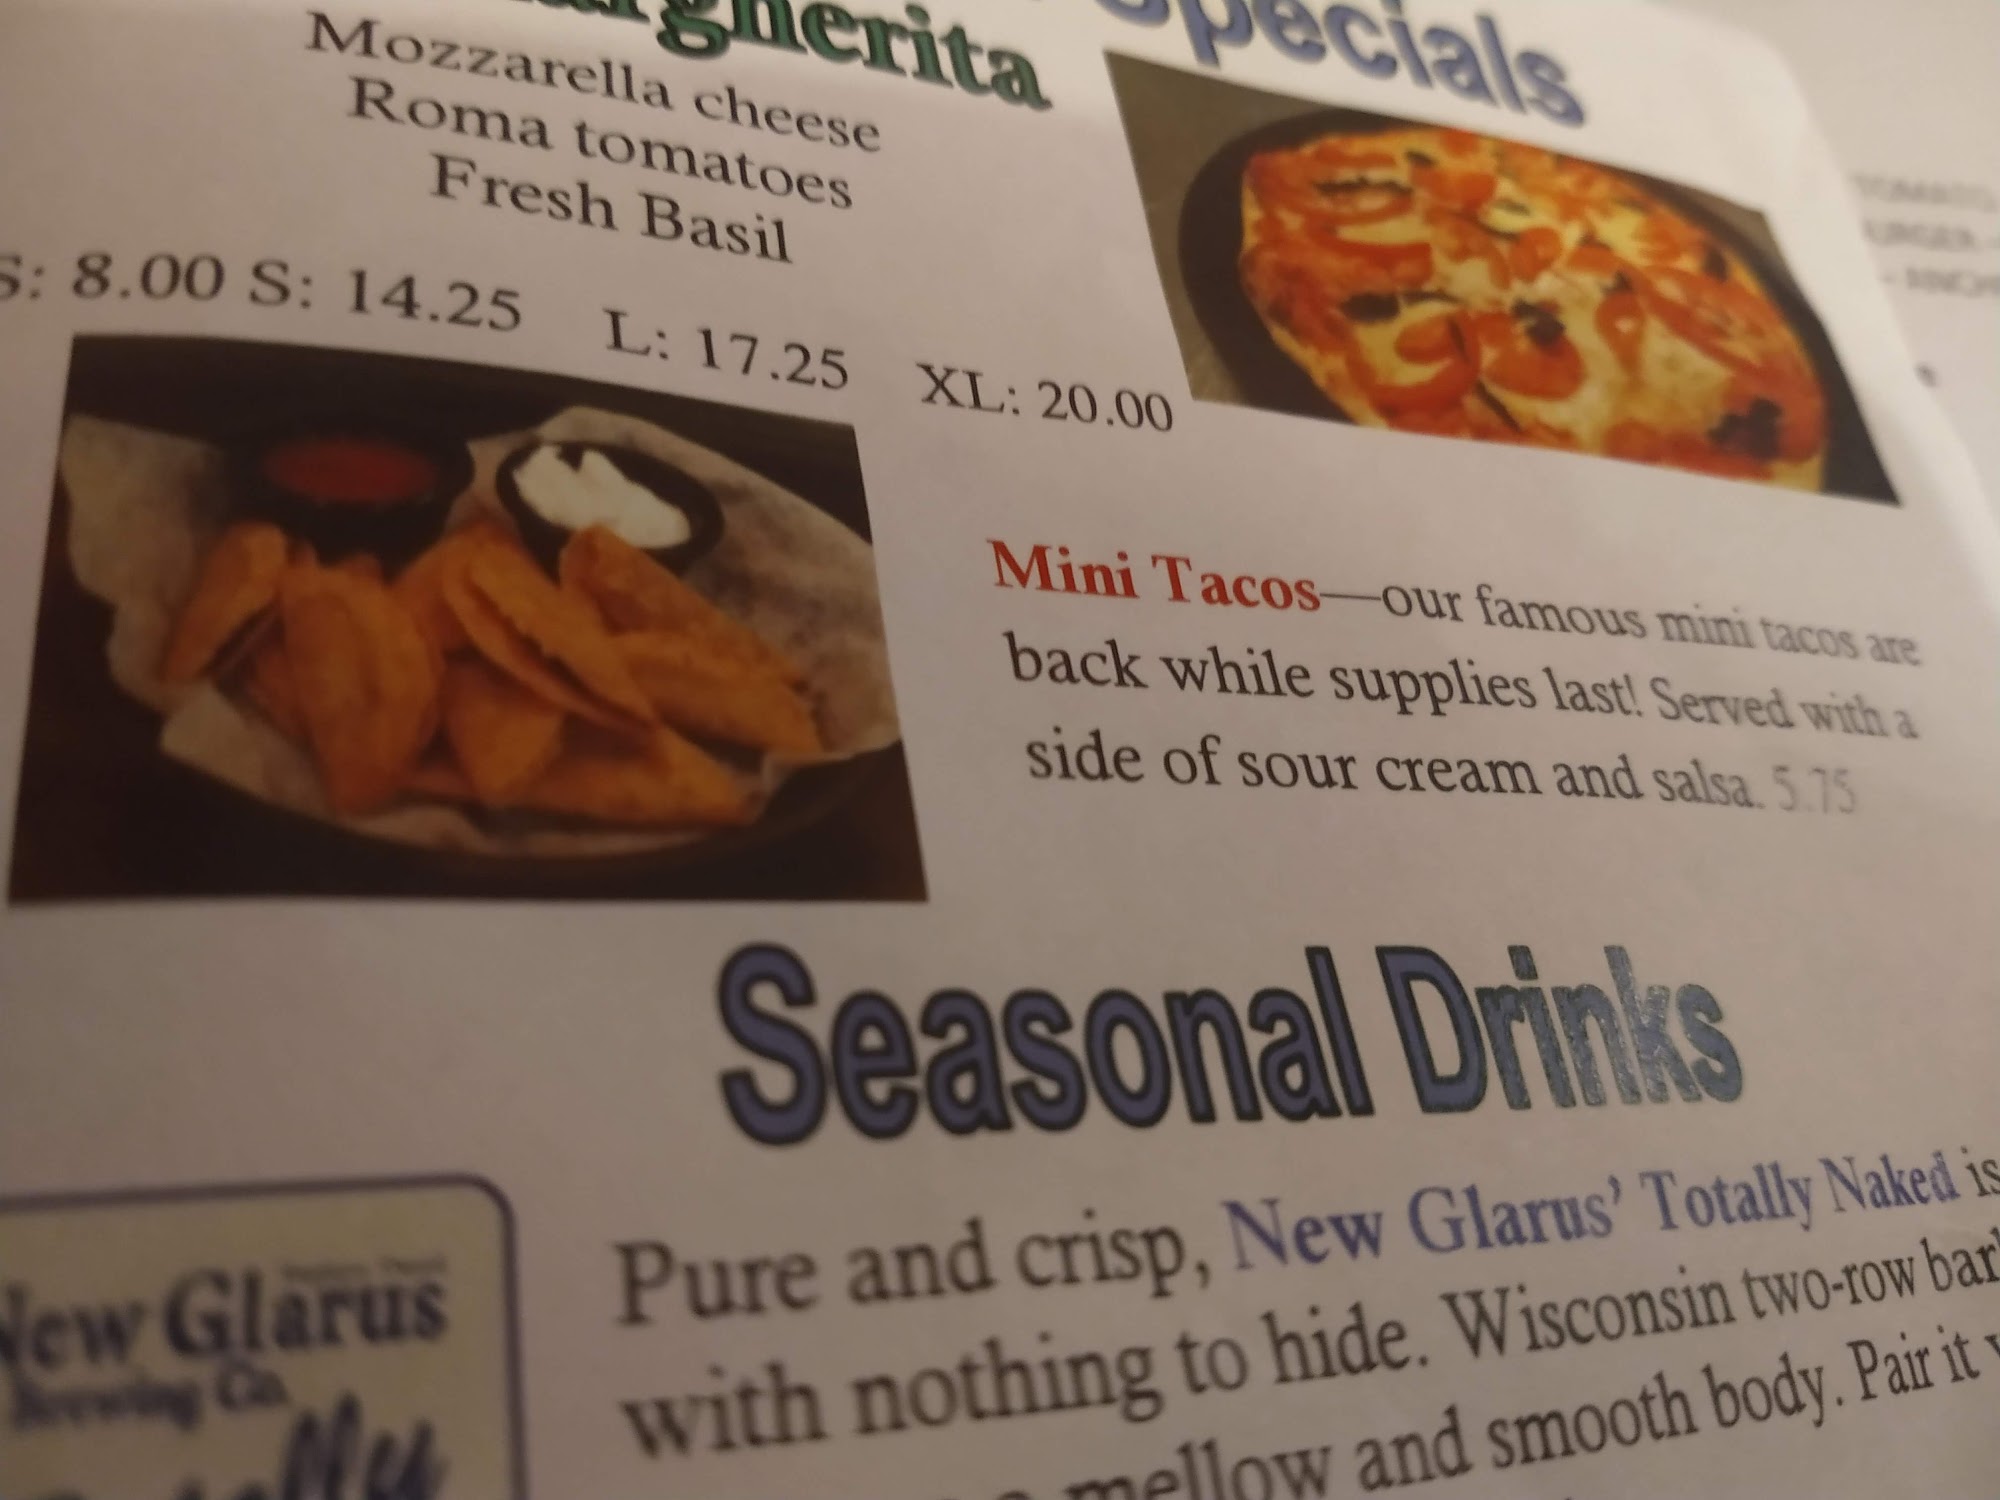 Specials
Mozzarella cheese
Roma tomatoes
Fresh Basil
S: 8.00 S: 14.25 L: 17.25 XL: 20.00
Mini Tacos—our famous mini tacos are
back while supplies last! Served with a
side of sour cream and salsa. 5.75
Seasonal Drinks
Pure and crisp, New Glarus' Totally Naked is
with nothing to hide. Wisconsin two-row
mellow and smooth body. Pair it
New Glarus
Brewing Co.
TOMATO